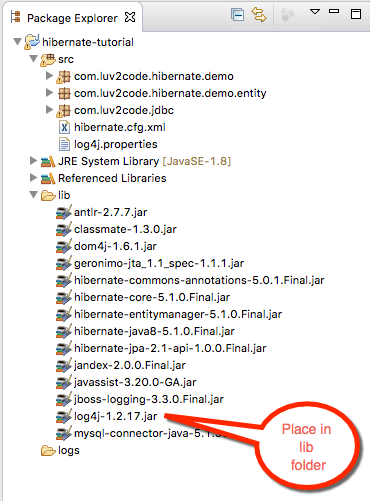 Package Explorer
hibernate-tutorial
src
com.luv2code.hibernate.demo
com.luv2code.hibernate.demo.entity
com.luv2code.jdbc
hibernate.cfg.xml
log4j.properties
JRE System Library [JavaSE-1.8]
Referenced Libraries
lib
antlr-2.7.7.jar
classmate-1.3.0.jar
dom4j-1.6.1.jar
geronimo-jta_1.1_spec-1.1.1.jar
hibernate-commons-annotations-5.0.1.Final.jar
hibernate-core-5.1.0.Final.jar
hibernate-entitymanager-5.1.0.Final.jar
hibernate-java8-5.1.0.Final.jar
hibernate-jpa-2.1-api-1.0.0.Final.jar
jandex-2.0.0.Final.jar
javassist-3.20.0-GA.jar
jboss-logging-3.3.0.Final.jar
log4j-1.2.17.jar
mysql-connector-java-5.1.
logs
Place in
lib
folder